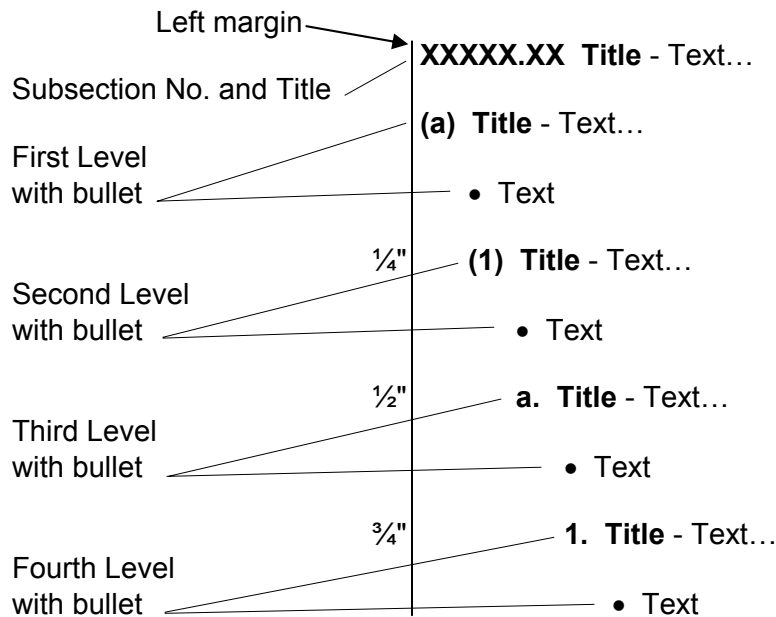 Left margin
XXXXX.XX Title - Text…
Subsection No. and Title
(a) Title - Text…
First Level
with bullet
• Text
¼"
(1) Title - Text…
Second Level
with bullet
• Text
½"
a. Title - Text…
Third Level
with bullet
• Text
¾"
1. Title - Text…
Fourth Level
with bullet
• Text